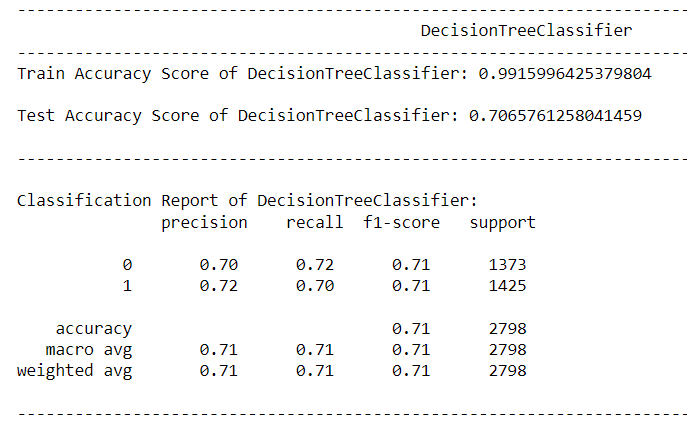 ----------------------------------------------------------------------
DecisionTreeClassifier
----------------------------------------------------------------------
Train Accuracy Score of DecisionTreeClassifier: 0.9915996425379804
Test Accuracy Score of DecisionTreeClassifier: 0.7065761258041459
----------------------------------------------------------------------
Classification Report of DecisionTreeClassifier:
precision recall f1-score support
0 0.70 0.72 0.71 1373
1 0.72 0.70 0.71 1425
accuracy 0.71 2798
macro avg 0.71 0.71 0.71 2798
weighted avg 0.71 0.71 0.71 2798
----------------------------------------------------------------------